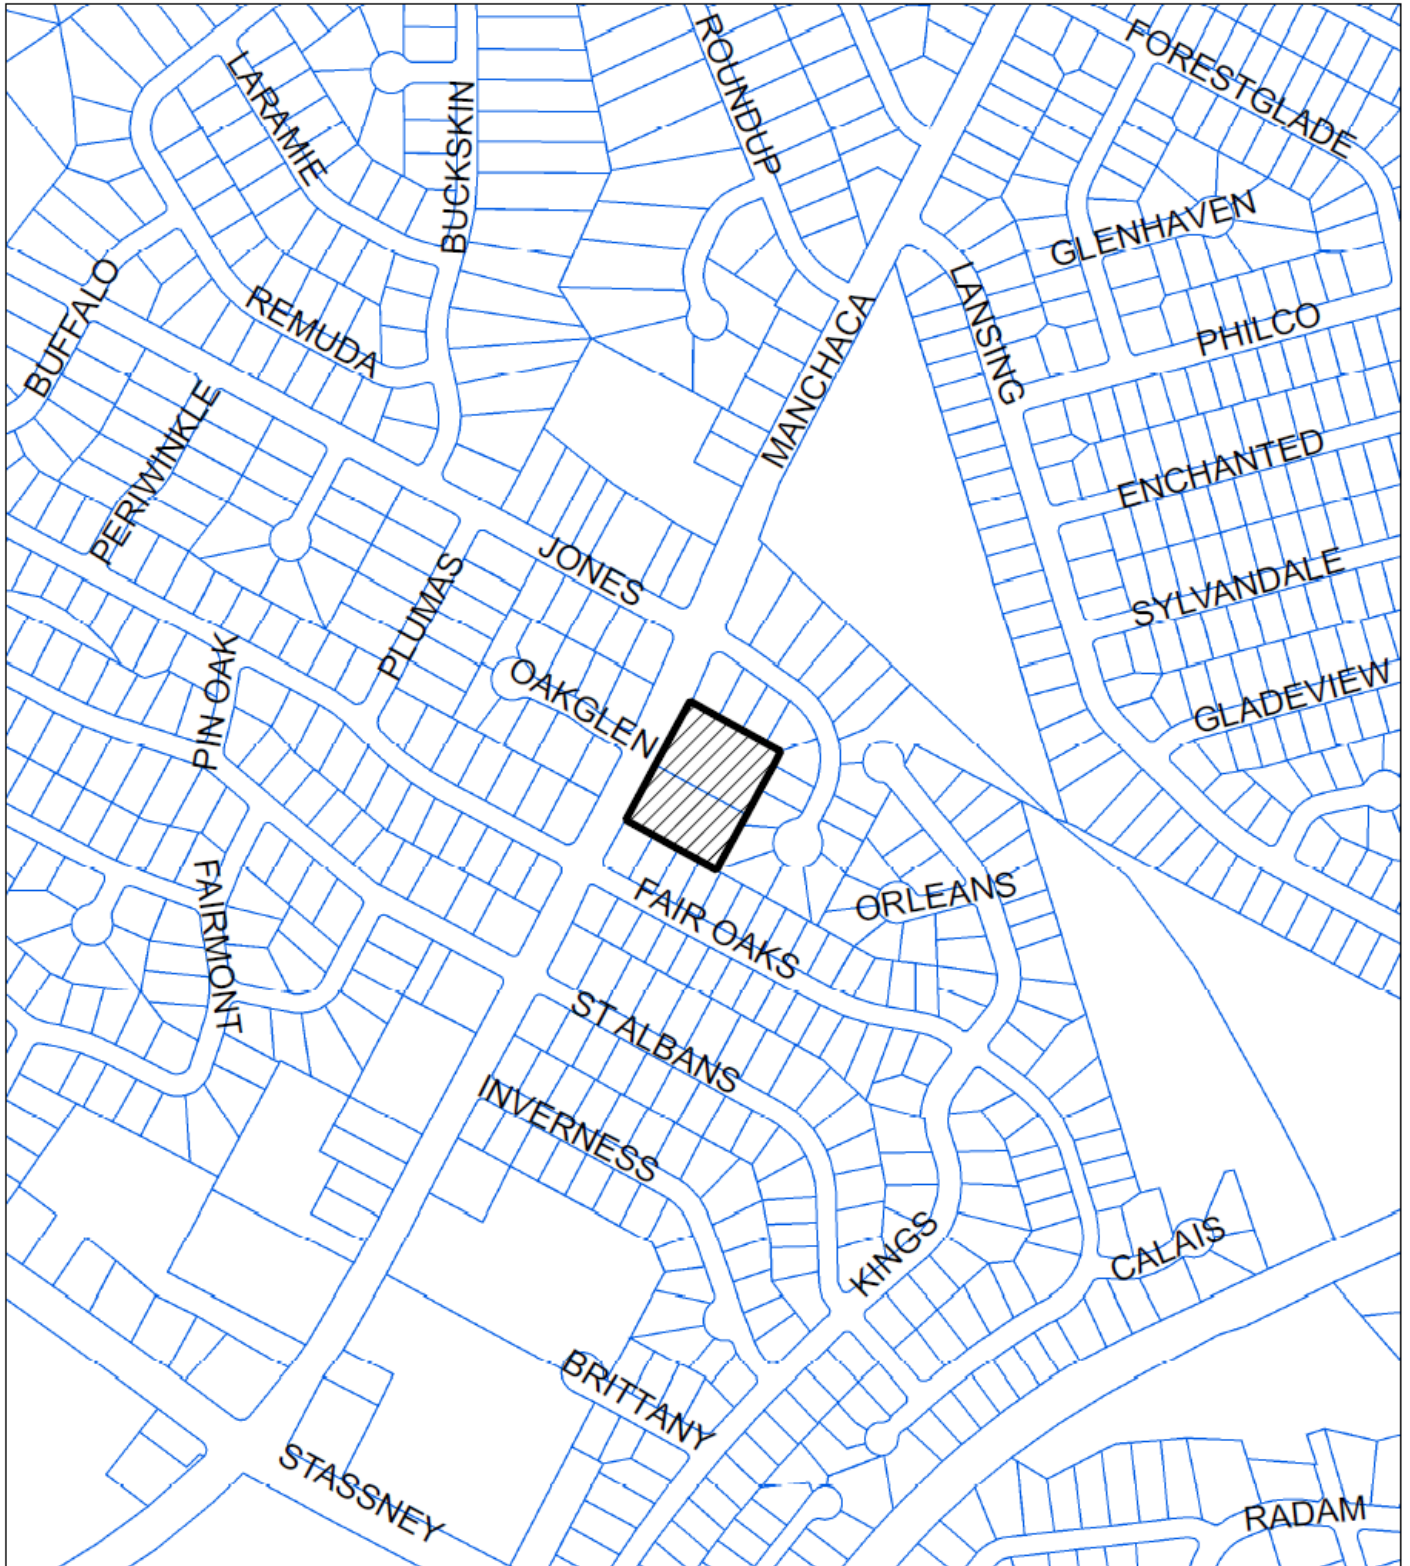 ROUNDUP
FORESTGLADE
LARAMIE
BUCKSKIN
GLENHAVEN
BUFFALO
REMUDA
MANCHACA
LANSING
PHILCO
PERIWINKLE
ENCHANTED
JONES
PLUMAS
SYLVANDALE
PIN OAK
OAKGLEN
GLADEVIEW
FAIRMONT
FAIR OAKS
ORLEANS
ST ALBANS
INVERNESS
KINGS
CALAIS
BRITTANY
STASSNEY
RADAM